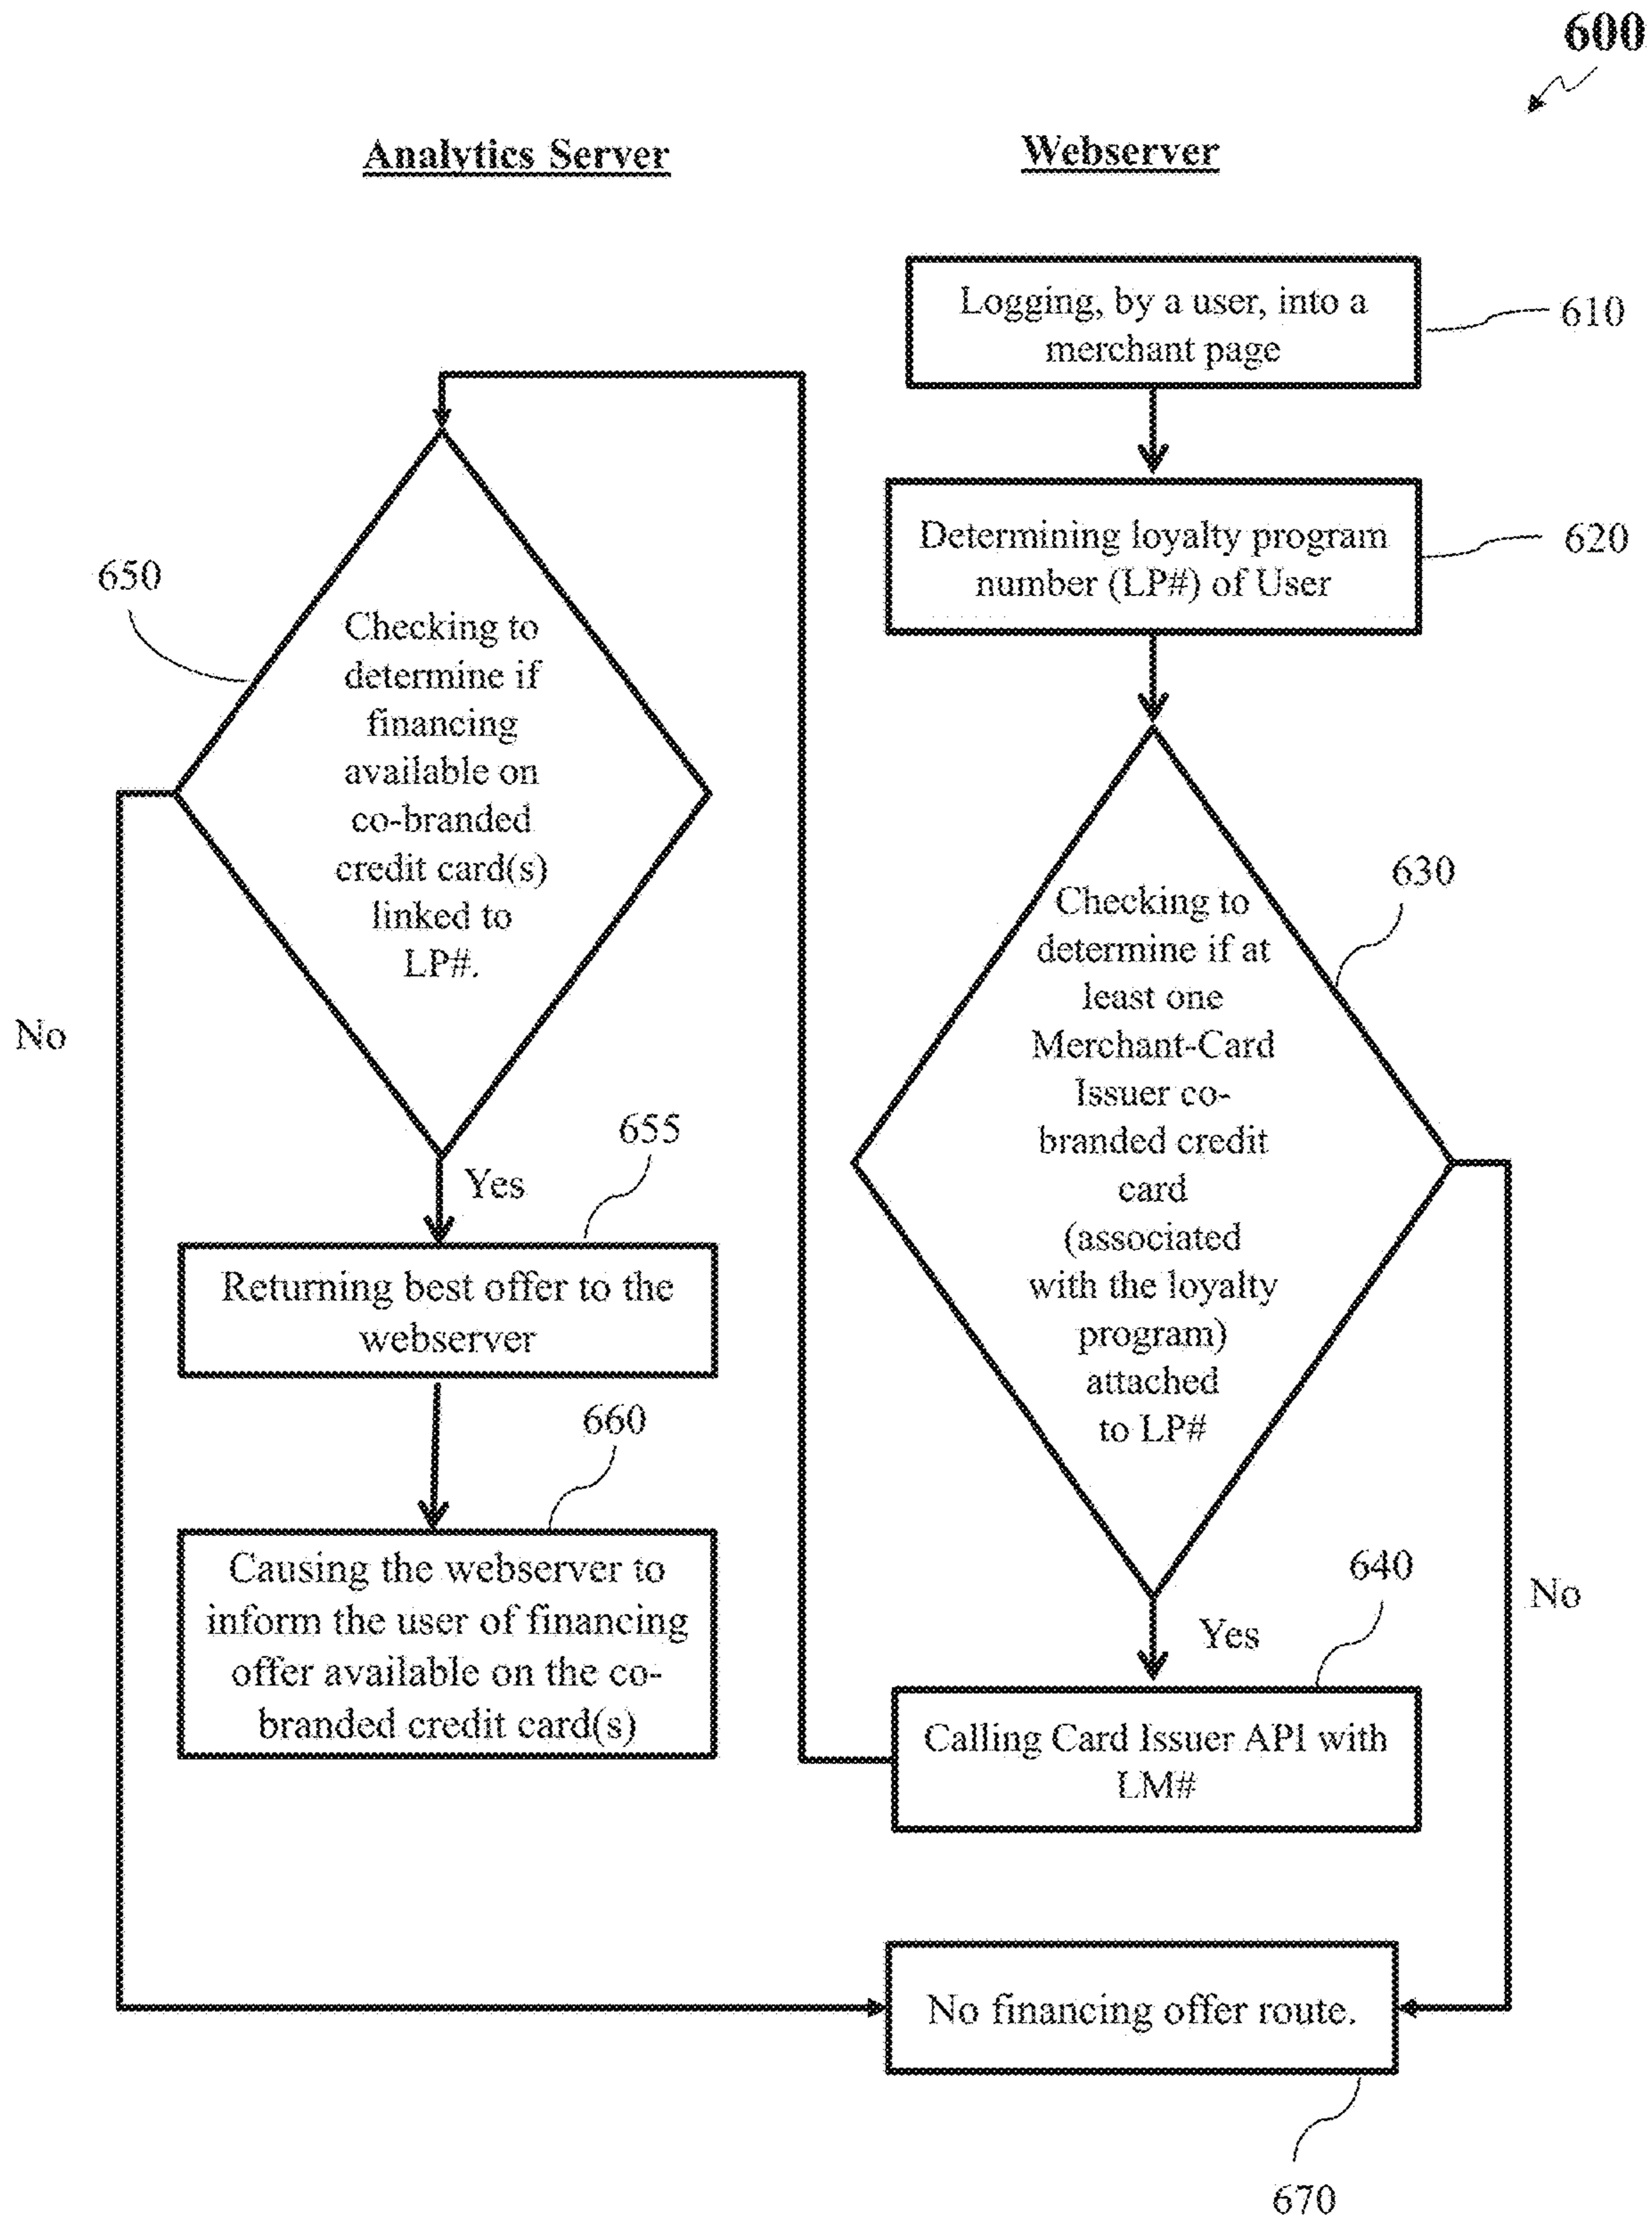 600
Analytics Server
Webserver
Logging, by a user, into a
merchant page
610
Determining loyalty program
number (LP#) of User
620
630
Checking to
determine if at
least one
Merchant-Card
Issuer co-
branded credit
card
(associated
with the loyalty
program)
attached
to LP#
Yes
No
640
Calling Card Issuer API with
LM#
650
Checking to
determine if
financing
available on
co-branded
credit card(s)
linked to
LP#.
No
Yes
655
Returning best offer to the
webserver
660
Causing the webserver to
inform the user of financing
offer available on the co-
branded credit card(s)
No financing offer route.
670